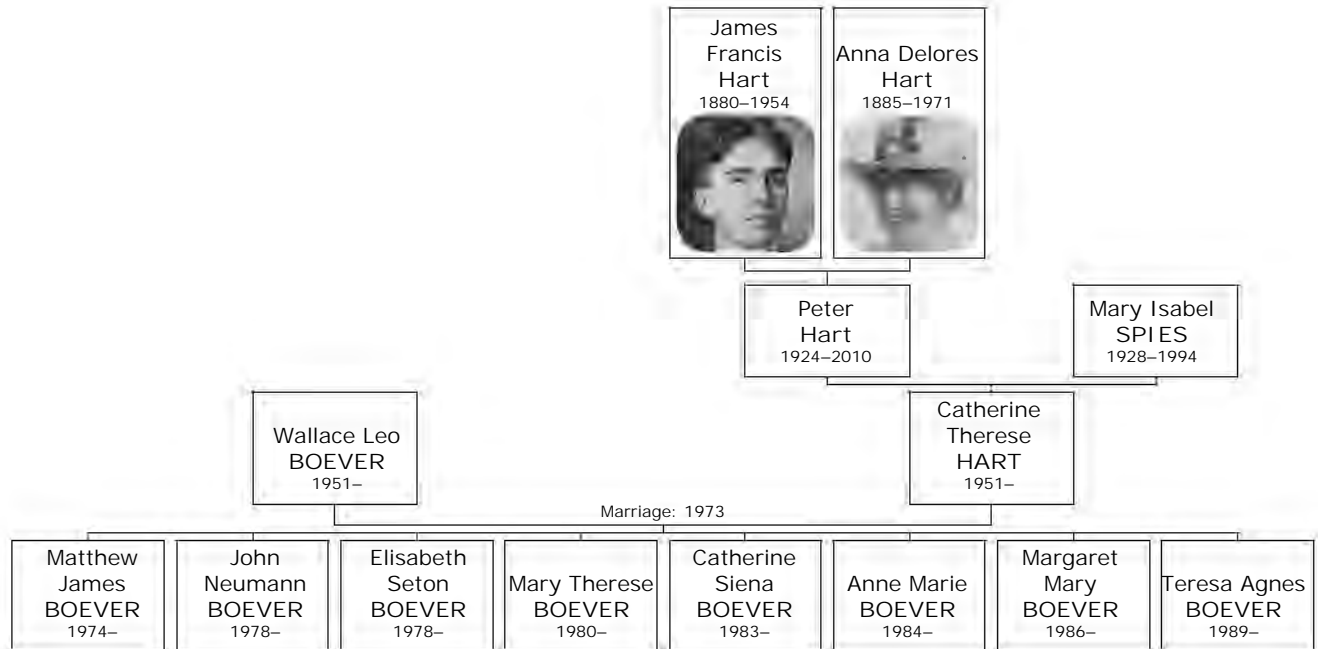 James
Francis
Hart
1880–1954
Anna Delores
Hart
1885–1971
Peter
Hart
1924–2010
Mary Isabel
SPIES
1928–1994
Wallace Leo
BOEVER
1951–
Catherine
Therese
HART
1951–
Marriage: 1973
Matthew
James
BOEVER
1974–
John
Neumann
BOEVER
1978–
Elisabeth
Seton
BOEVER
1978–
Mary Therese
BOEVER
1980–
Catherine
Siena
BOEVER
1983–
Anne Marie
BOEVER
1984–
Margaret
Mary
BOEVER
1986–
Teresa Agnes
BOEVER
1989–